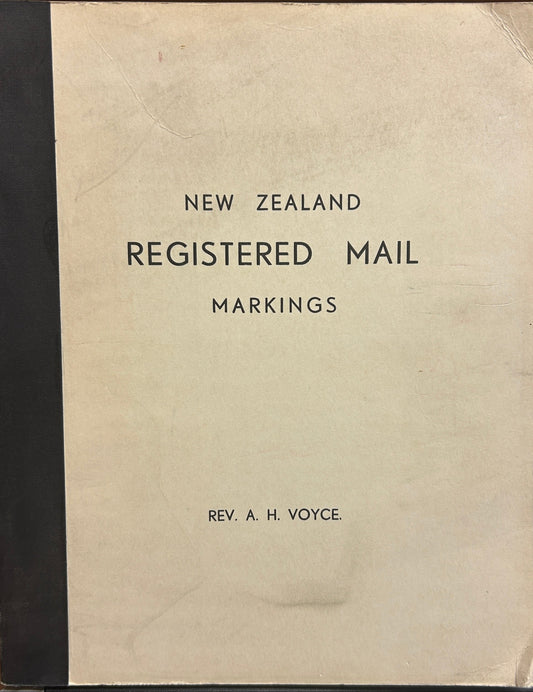 NEW ZEALAND
REGISTERED MAIL
MARKINGS
REV. A. H. VOYCE.